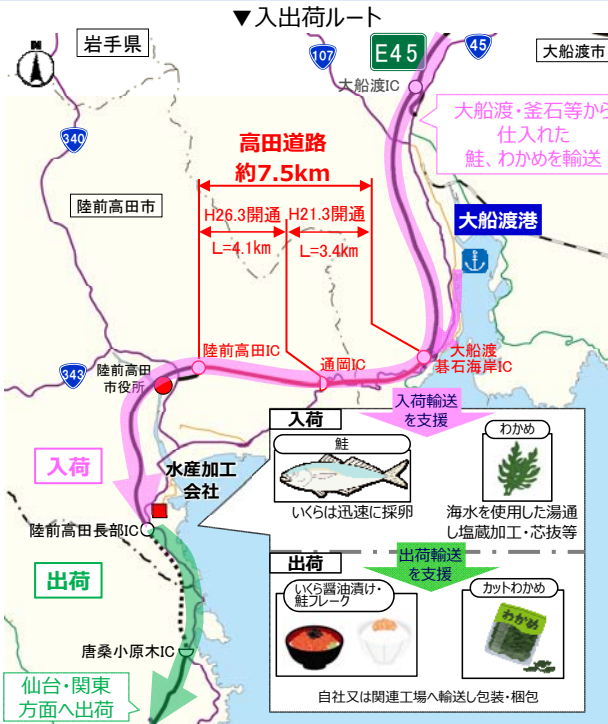 ▼入出荷ルート
岩手県
N
107
E45
45
大船渡市
大船渡IC
大船渡・釜石等から
仕入れた
鮭、わかめを輸送
340
高田道路
約7.5km
陸前高田市
H26.3開通
H21.3開通
L=4.1km
L=3.4km
大船渡港
陸前高田IC
通岡IC
大船渡
碁石海岸IC
343
陸前高田
市役所
入荷輸送
を支援
入荷
鮭
わかめ
いくらは迅速に採卵
海水を使用した湯通
し塩蔵加工・芯抜等
入荷
水産加工
会社
陸前高田長部IC
出荷
出荷
出荷輸送
を支援
いくら醤油漬け・
鮭フレーク
カットわかめ
わかめ
自社又は関連工場へ輸送し包装・梱包
唐桑小原木IC
仙台・関東
方面へ出荷